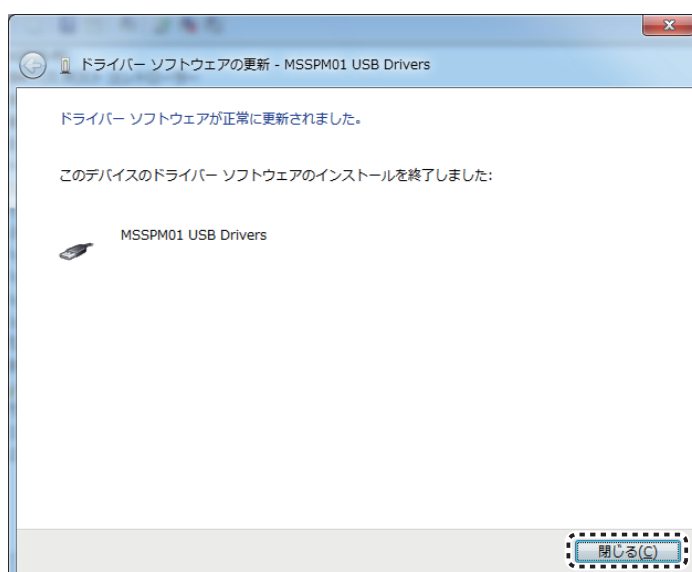 ドライバー ソフトウェアの更新 - MSSPM01 USB Drivers
ドライバー ソフトウェアが正常に更新されました。
このデバイスのドライバー ソフトウェアのインストールを終了しました:
MSSPM01 USB Drivers
閉じる(C)